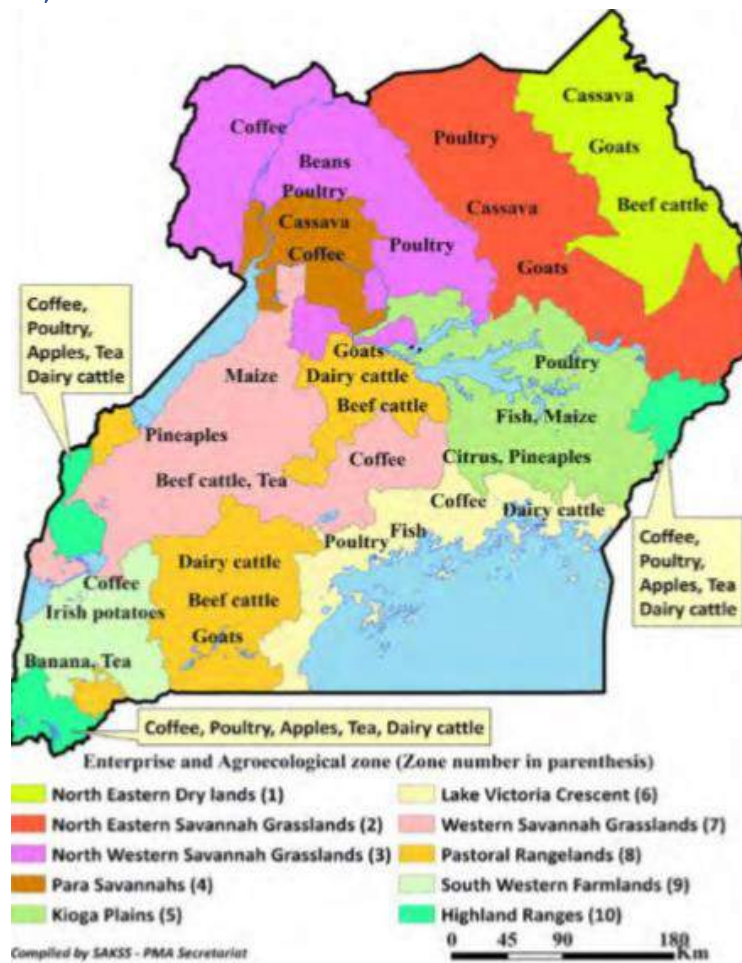 Coffee
Cassava
Poultry
Beans
Goats
Poultry
Cassava
Beef cattle
Cassava
Poultry
Coffee
Goats
Coffee,
Poultry,
Apples, Tea
Dairy cattle
Goats
Poultry
Maize
Dairy cattle
Beef cattle
Fish, Maize
Pineaples
Coffee
Citrus, Pineaples
Beef cattle, Tea
Coffee
Dairy cattle
Poultry
Fish
Coffee,
Poultry,
Apples, Tea
Dairy cattle
Dairy cattle
Coffee
Beef cattle
Irish potatoes
Goats
Banana, Tea
Coffee, Poultry, Apples, Tea, Dairy cattle
Enterprise and Agroecological zone (Zone number in parenthesis)
North Eastern Dry lands (1)
North Eastern Savannah Grasslands (2)
North Western Savannah Grasslands (3)
Para Savannahs (4)
Kioga Plains (5)
Lake Victoria Crescent (6)
Western Savannah Grasslands (7)
Pastoral Rangelands (8)
South Western Farmlands (9)
Highland Ranges (10)
Compiled by SAKSS - PMA Secretariat
0 45 90 180
Km